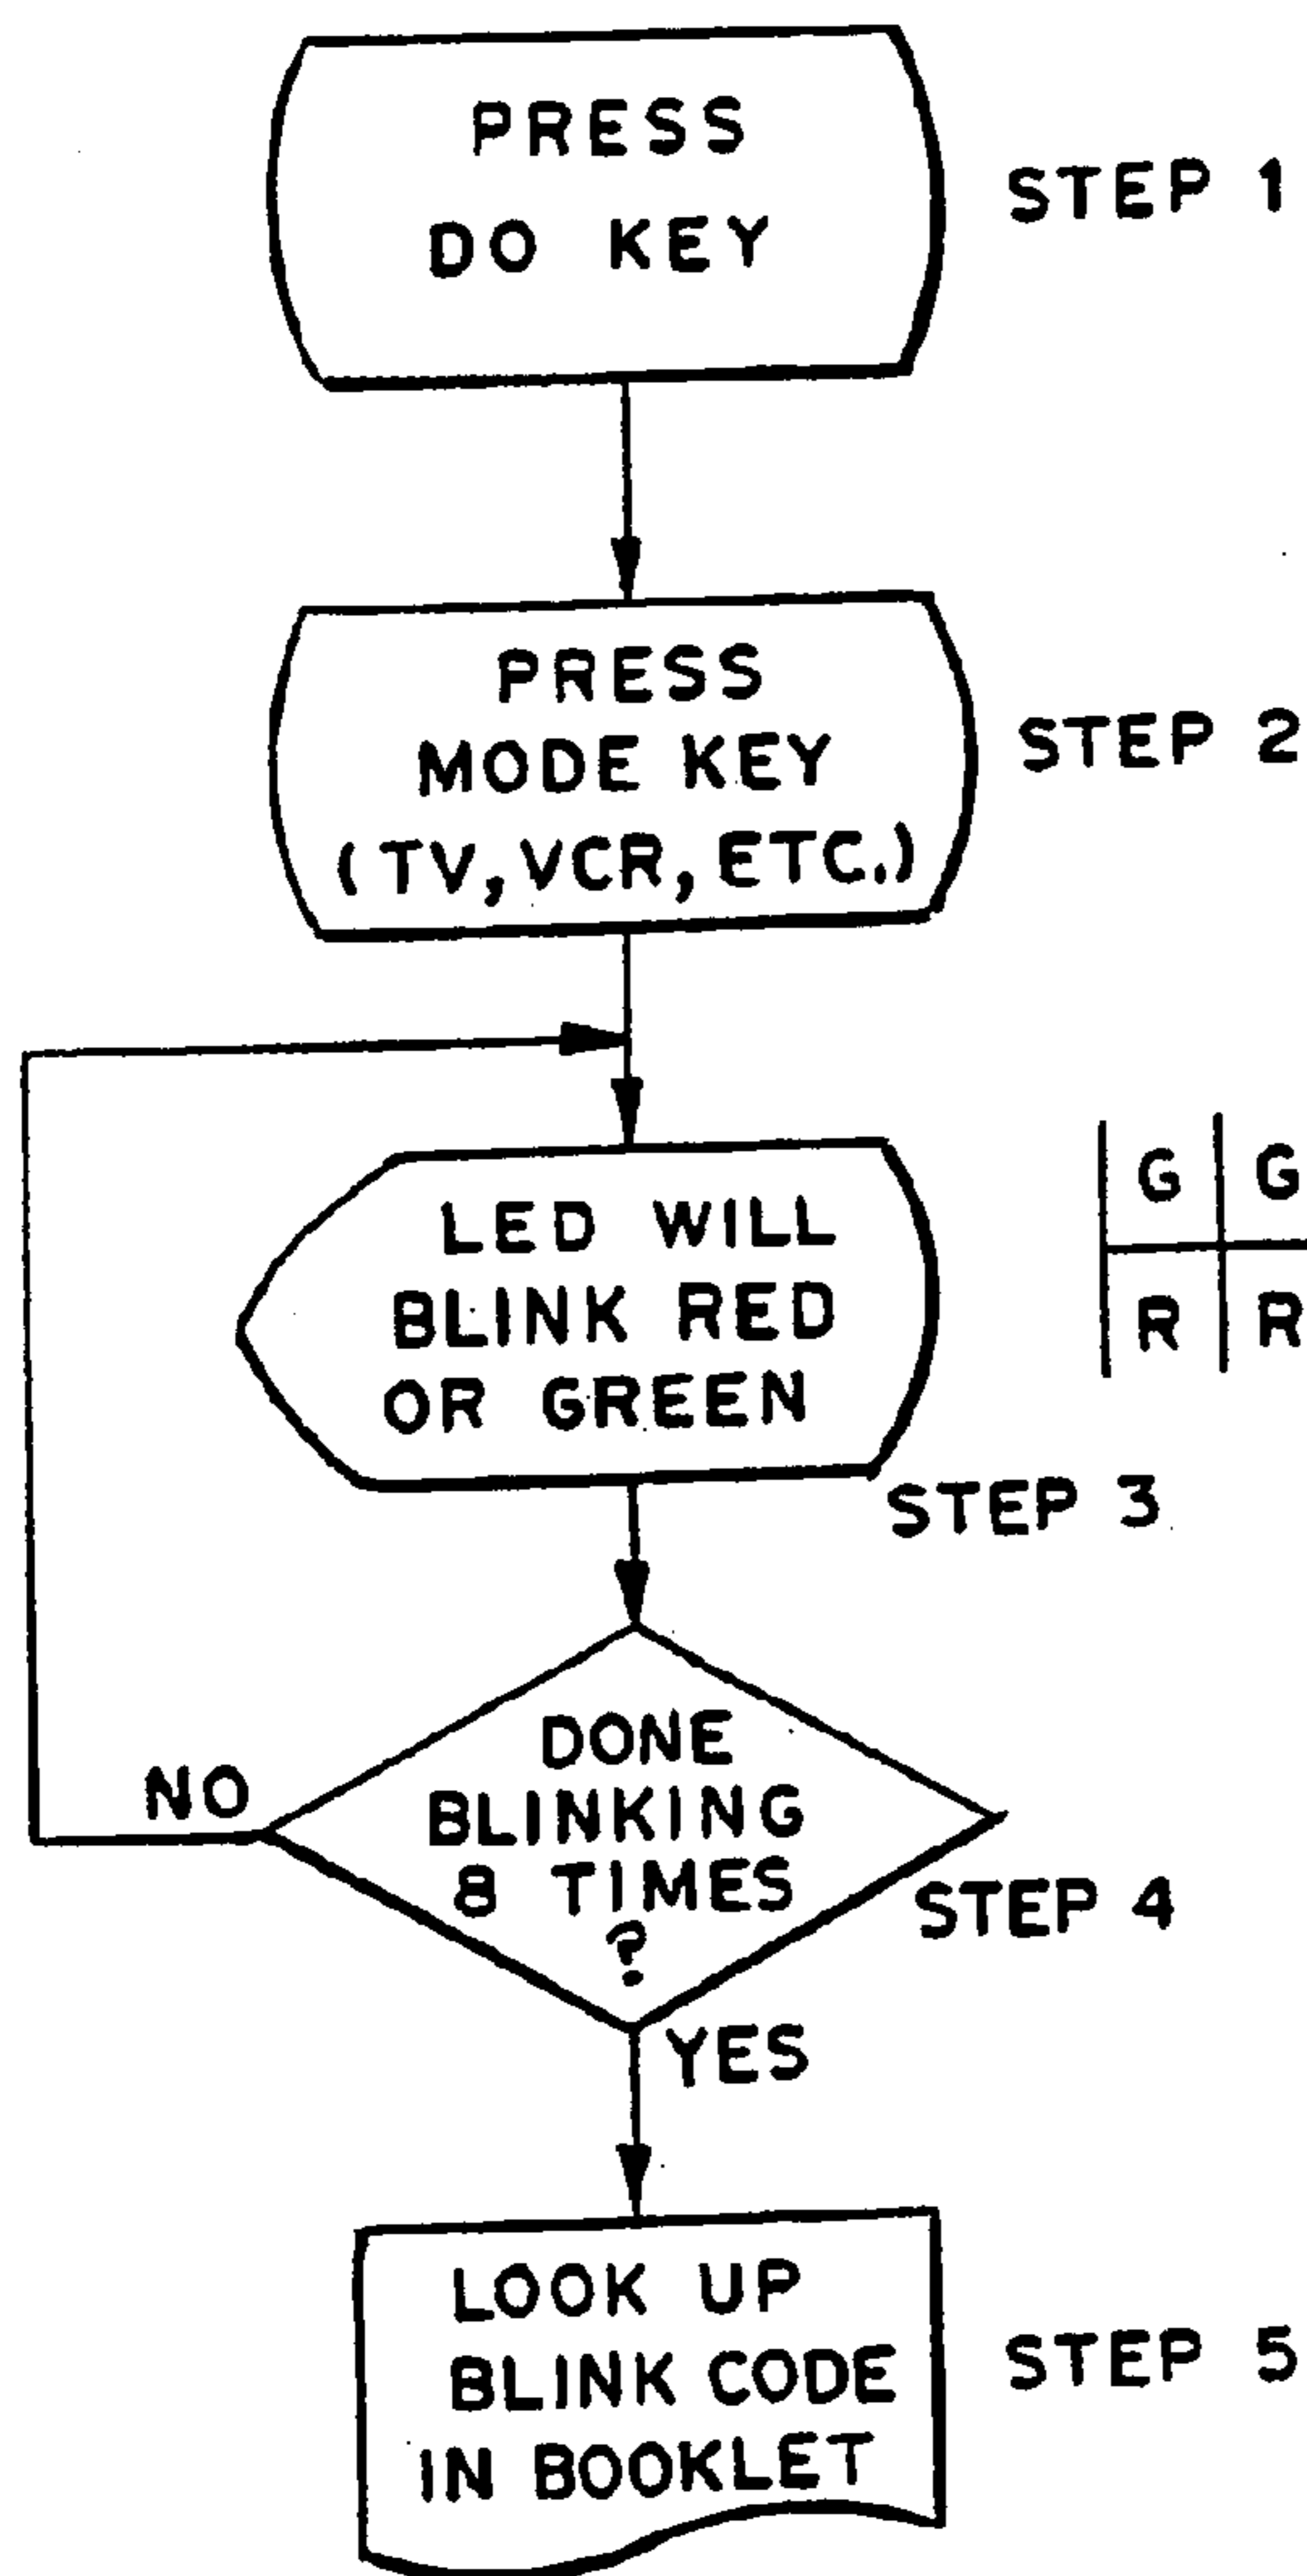 PRESS
DO KEY
STEP 1
PRESS
MODE KEY
(TV, VCR, ETC.)
STEP 2
LED WILL
BLINK RED
OR GREEN
G G
R R
STEP 3
DONE
BLINKING
8 TIMES
?
NO
STEP 4
YES
LOOK UP
BLINK CODE
IN BOOKLET
STEP 5